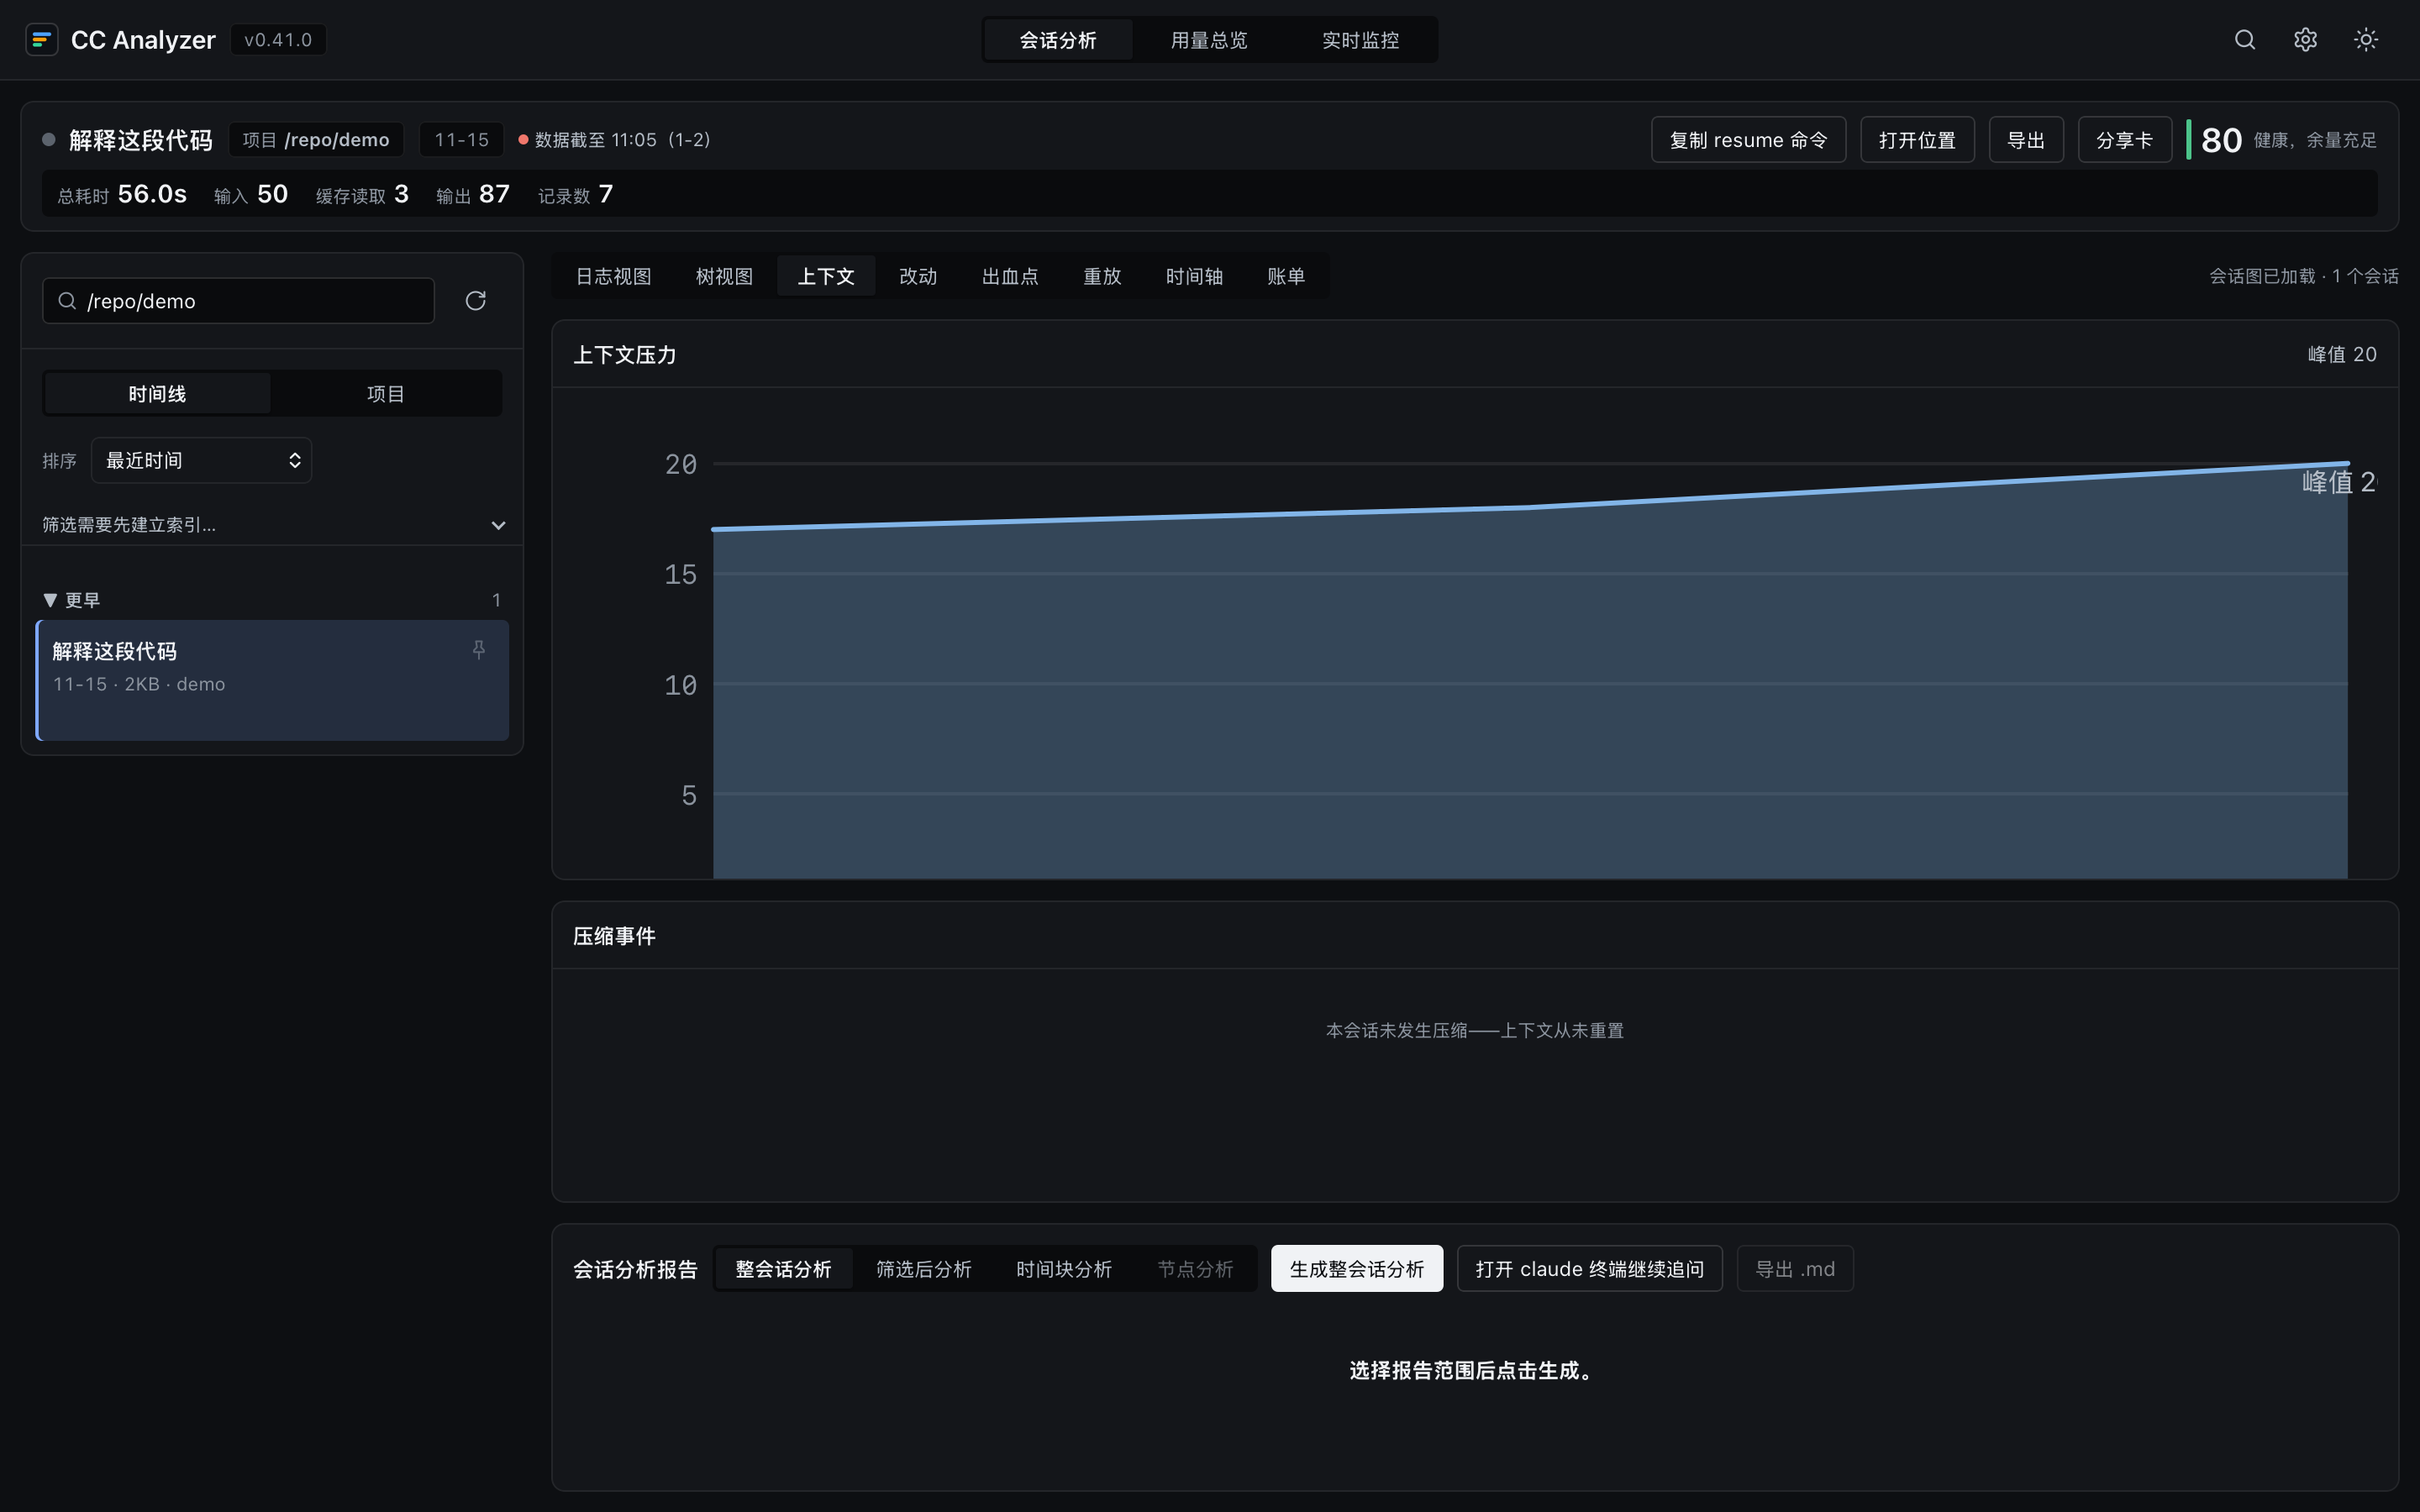 CC Analyzer v0.41.0
会话分析 用量总览 实时监控
解释这段代码 项目 /repo/demo 11-15 数据截至 11:05 (1-2)
复制 resume 命令 打开位置 导出 分享卡 80 健康，余量充足
总耗时 56.0s 输入 50 缓存读取 3 输出 87 记录数 7
/repo/demo
时间线 项目
排序 最近时间
筛选需要先建立索引...
更早 1
解释这段代码
11-15 · 2KB · demo
日志视图 树视图 上下文 改动 出血点 重放 时间轴 账单
会话图已加载 · 1 个会话
上下文压力 峰值 20
20
峰值 2
15
10
5
压缩事件
本会话未发生压缩——上下文从未重置
会话分析报告 整会话分析 筛选后分析 时间块分析 节点分析 生成整会话分析 打开 claude 终端继续追问 导出 .md
选择报告范围后点击生成。